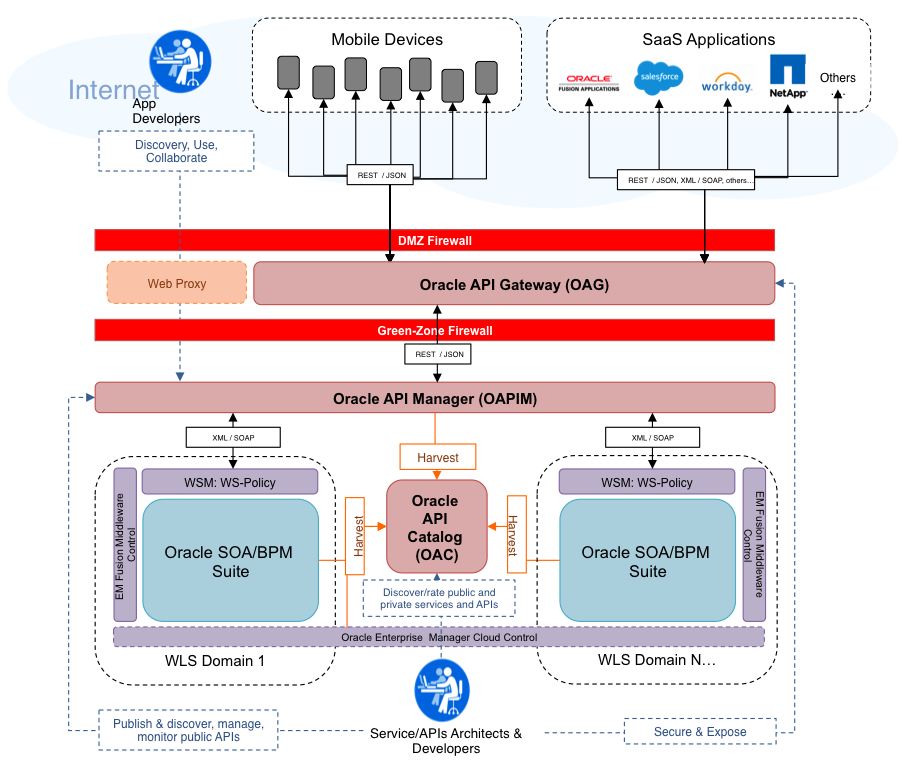 Mobile Devices
SaaS Applications
Internet
App
Developers
ORACLE
FUSION APPLICATIONS
salesforce
workday.
NetApp
Others
....
Discovery, Use,
Collaborate
REST / JSON
REST / JSON, XML / SOAP, others...
DMZ Firewall
Web Proxy
Oracle API Gateway (OAG)
Green-Zone Firewall
REST / JSON
Oracle API Manager (OAPIM)
XML / SOAP
XML / SOAP
Harvest
WSM: WS-Policy
WSM: WS-Policy
EM Fusion Middleware
Control
Oracle SOA/BPM
Suite
Harvest
Oracle
API
Catalog
(OAC)
Harvest
Oracle SOA/BPM
Suite
EM Fusion Middleware
Control
Discover/rate public and
private services and APIs
Oracle Enterprise Manager Cloud Control
WLS Domain 1
WLS Domain N...
Publish & discover, manage,
monitor public APIs
Service/APIs Architects &
Developers
Secure & Expose